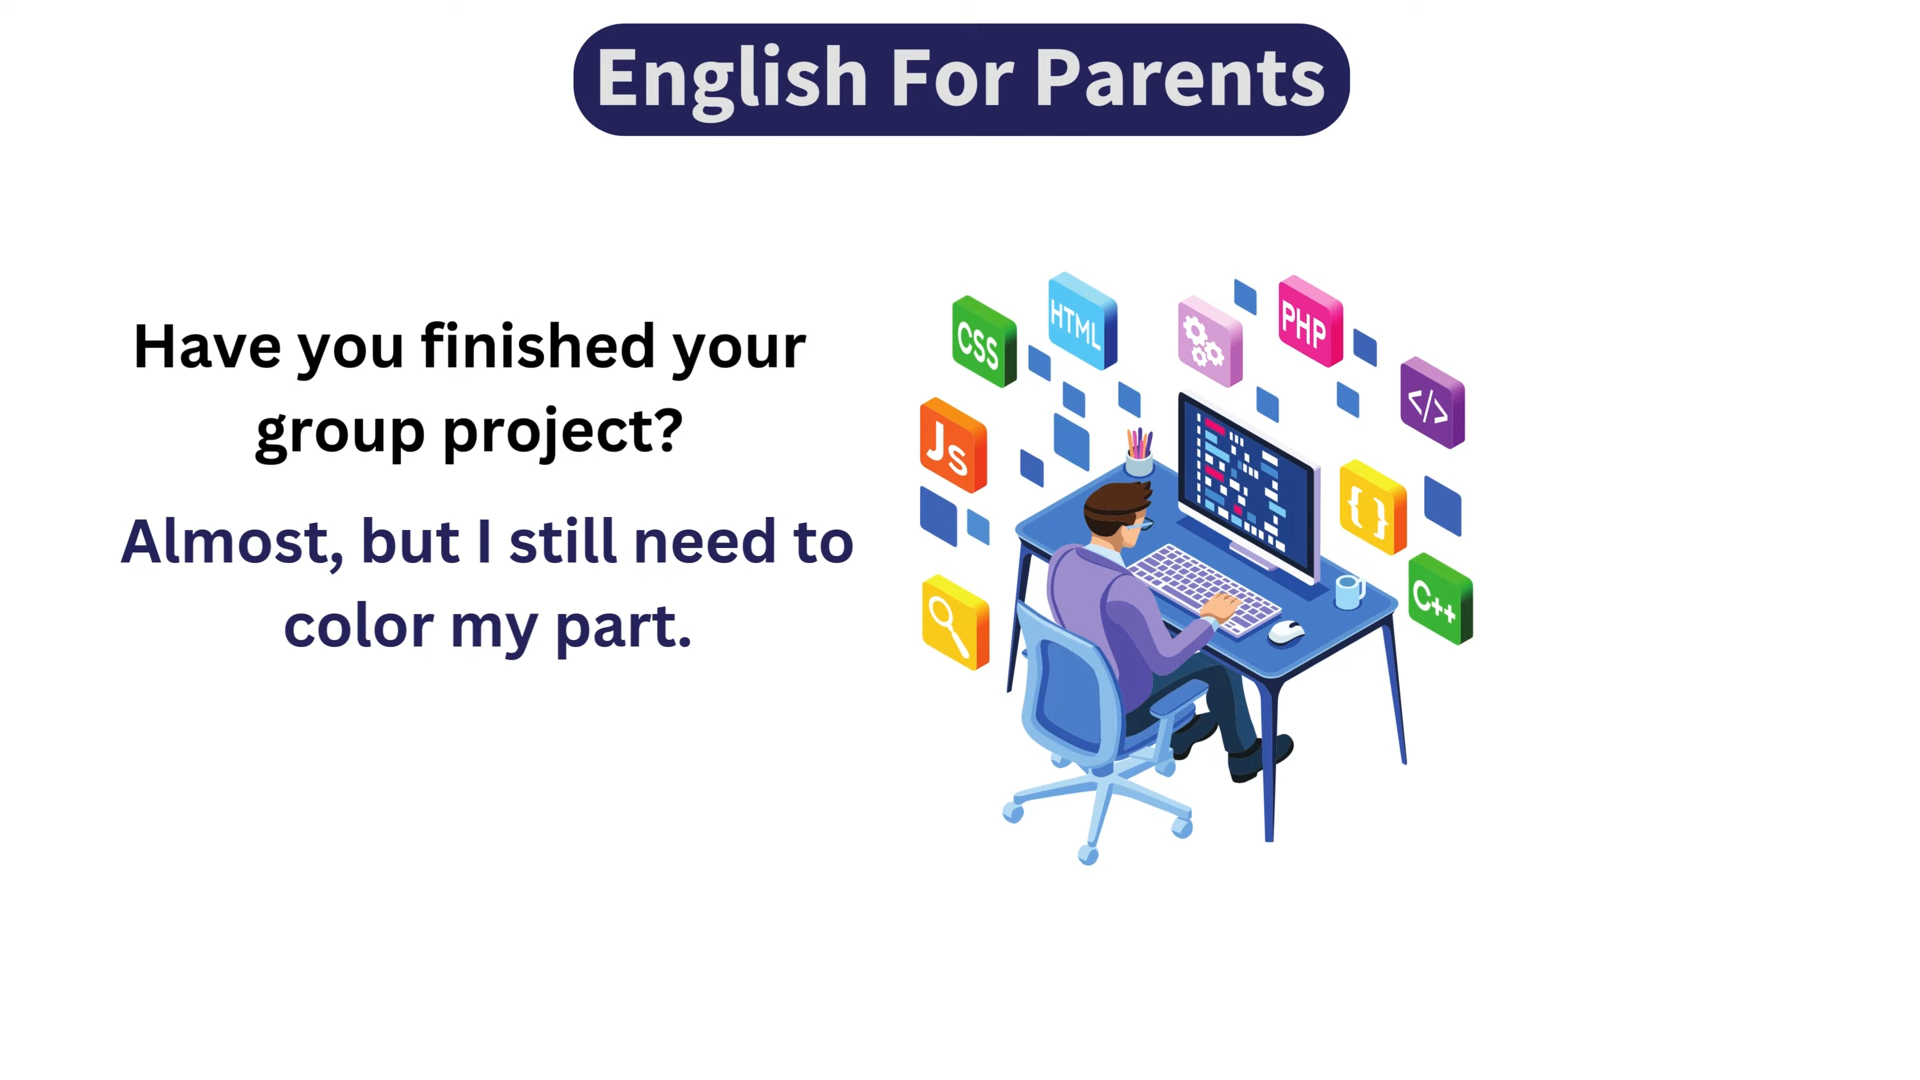 English For Parents
Have you finished your
group project?
Almost, but I still need to
color my part.
CSS
HTML
PHP
</>
JS
{}
C++